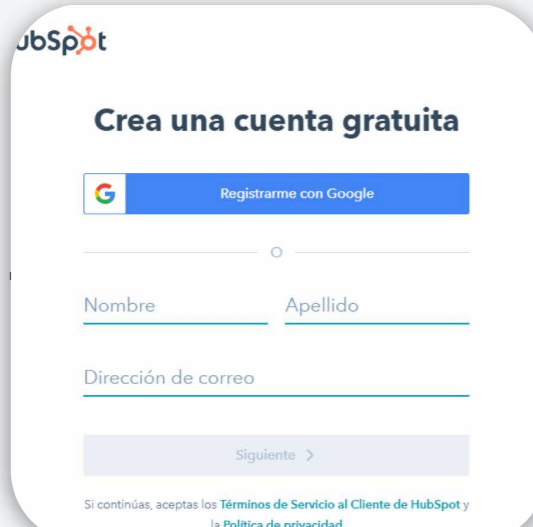 ubSpot
Crea una cuenta gratuita
Registrarme con Google
O
Nombre Apellido
Dirección de correo
Siguiente >
Si continúas, aceptas los Términos de Servicio al Cliente de HubSpot y
la Política de privacidad